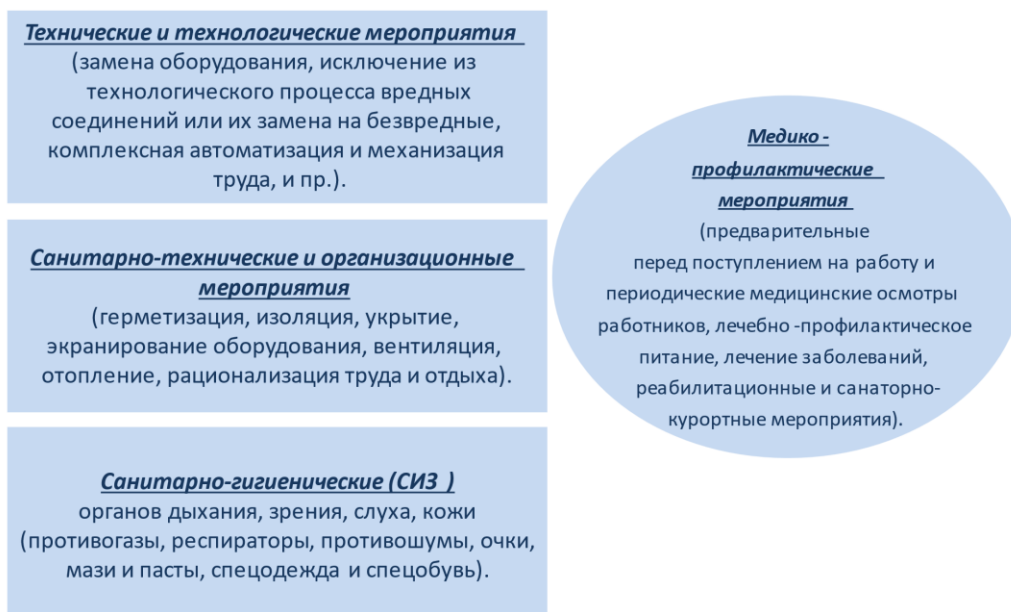 Технические и технологические мероприятия
(замена оборудования, исключение из
технологического процесса вредных
соединений или их замена на безвредные,
комплексная автоматизация и механизация
труда, и пр.).
Санитарно-технические и организационные
мероприятия
(герметизация, изоляция, укрытие,
экранирование оборудования, вентиляция,
отопление, рационализация труда и отдыха).
Санитарно-гигиенические (СИЗ )
органов дыхания, зрения, слуха, кожи
(противогазы, респираторы, противошумы, очки,
мази и пасты, спецодежда и спецобувь).
Медико -
профилактические
мероприятия
(предварительные
перед поступлением на работу и
периодические медицинские осмотры
работников, лечебно -профилактическое
питание, лечение заболеваний,
реабилитационные и санаторно-
курортные мероприятия).